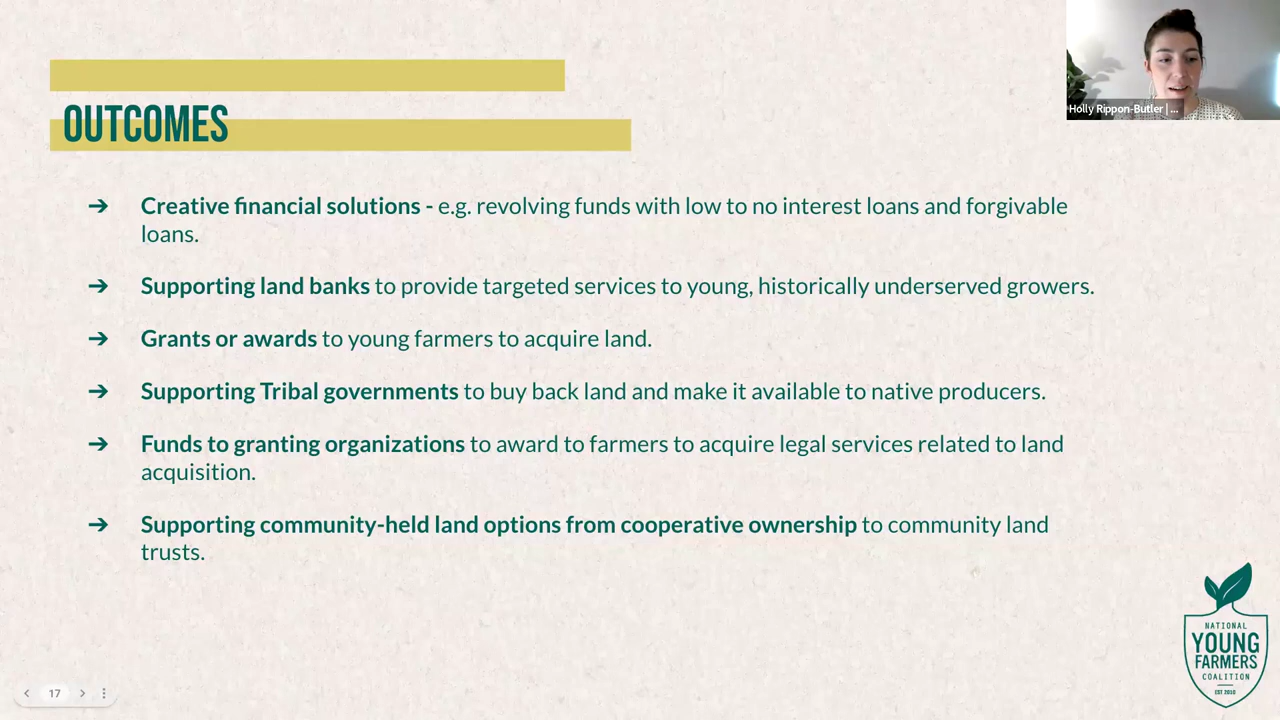 Holly Rippon-Butler | ...
OUTCOMES
➔ Creative financial solutions - e.g. revolving funds with low to no interest loans and forgivable
loans.
➔ Supporting land banks to provide targeted services to young, historically underserved growers.
➔ Grants or awards to young farmers to acquire land.
➔ Supporting Tribal governments to buy back land and make it available to native producers.
➔ Funds to granting organizations to award to farmers to acquire legal services related to land
acquisition.
➔ Supporting community-held land options from cooperative ownership to community land
trusts.
NATIONAL
YOUNG
FARMERS
COALITION
EST 2010
17